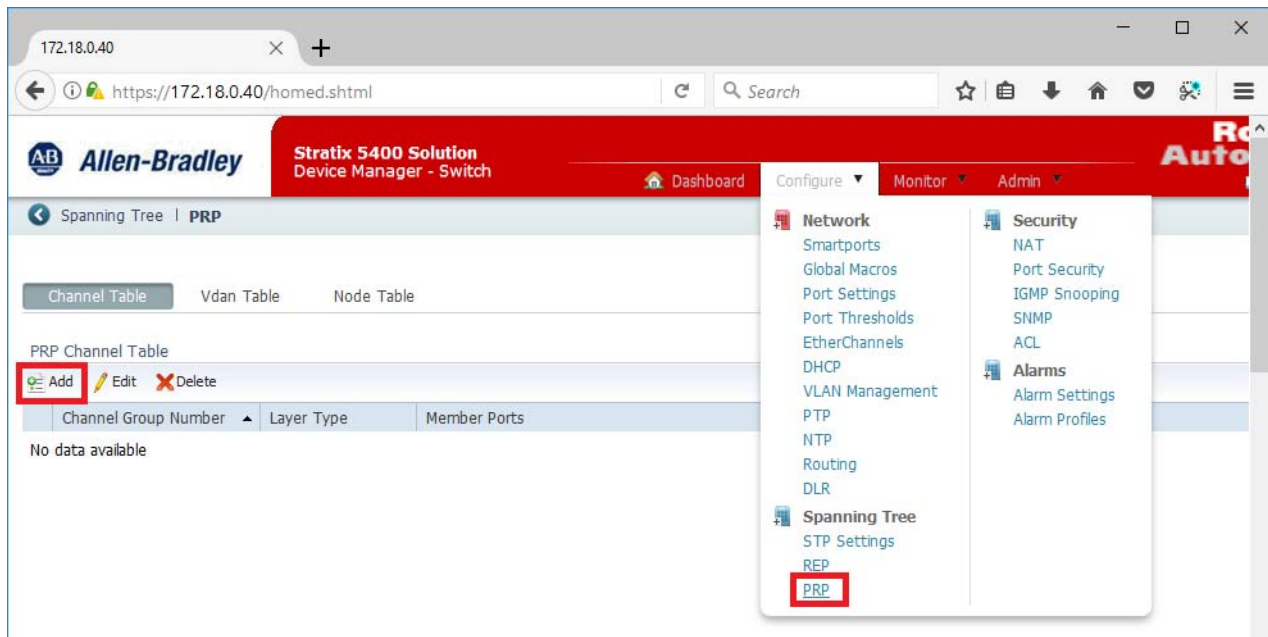 172.18.0.40
https://172.18.0.40/homed.shtml
Search
AB
Allen-Bradley
Stratix 5400 Solution
Device Manager - Switch
Dashboard
Configure
Monitor
Admin
Spanning Tree | PRP
Channel Table
Vdan Table
Node Table
PRP Channel Table
Add
Edit
Delete
Channel Group Number
Layer Type
Member Ports
No data available
Network
Smartports
Global Macros
Port Settings
Port Thresholds
EtherChannels
DHCP
VLAN Management
PTP
NTP
Routing
DLR
Spanning Tree
STP Settings
REP
PRP
Security
NAT
Port Security
IGMP Snooping
SNMP
ACL
Alarms
Alarm Settings
Alarm Profiles